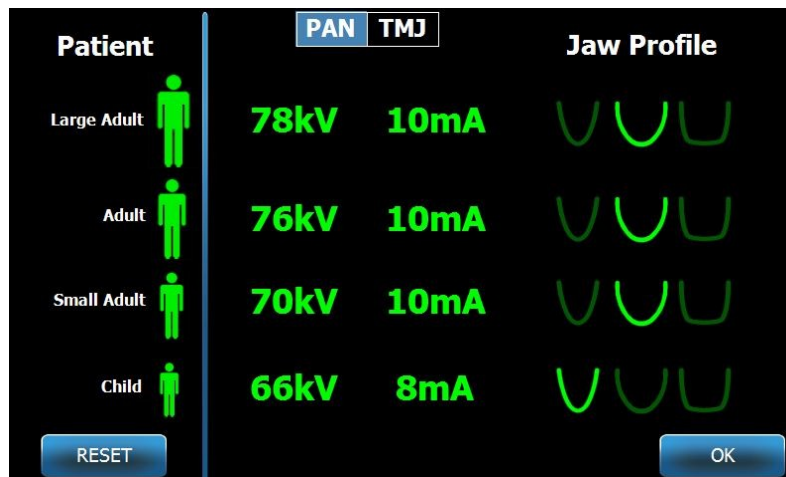 Patient
PAN TMJ
Jaw Profile
Large Adult 78kV 10mA
Adult 76kV 10mA
Small Adult 70kV 10mA
Child 66kV 8mA
RESET
OK